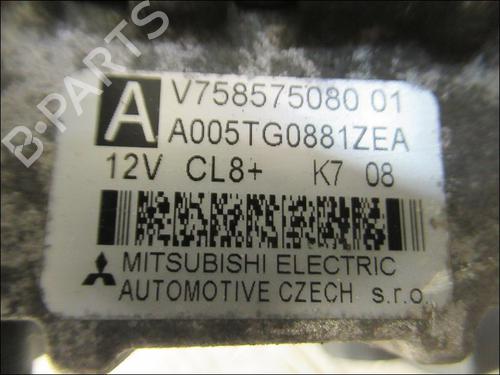 B-PARTS
A
V758575080 01
A005TG0881ZEA
12V CL8+ K7 08
MITSUBISHI ELECTRIC
AUTOMOTIVE CZECH s.r.o.